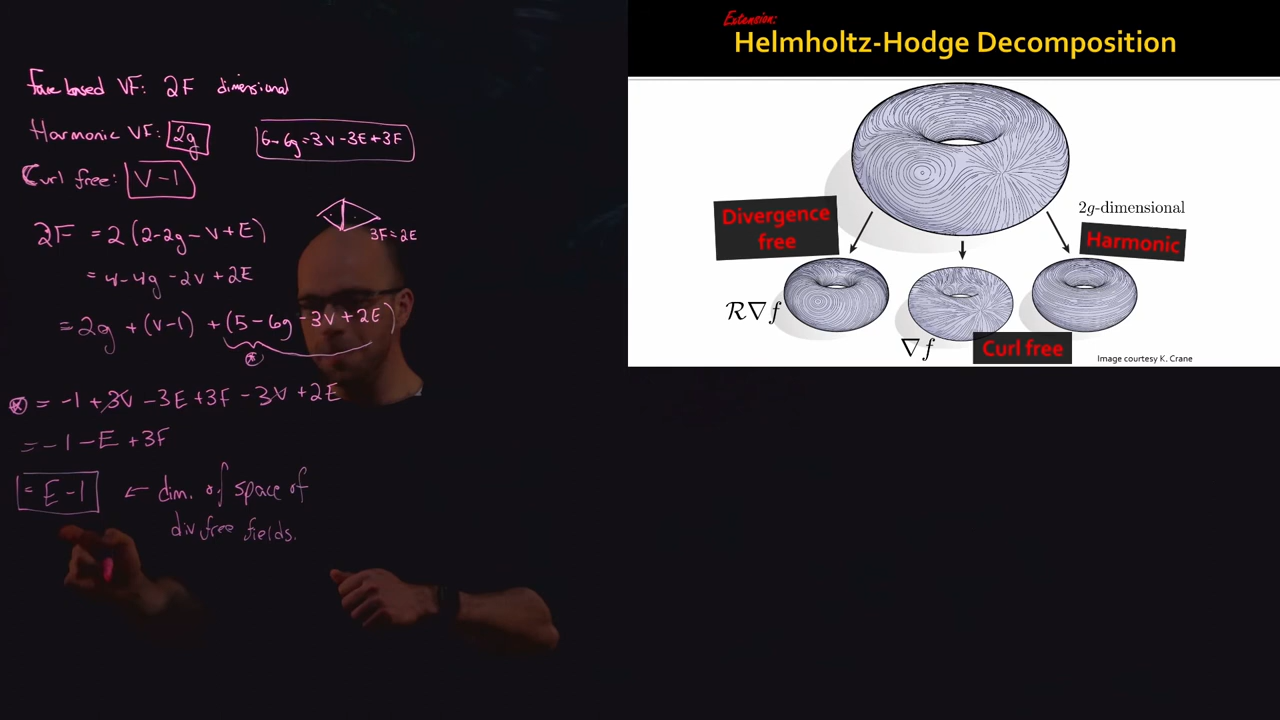 Face based VF: 2F dimensional
Harmonic VF: 2g
6-6g=3V-3E+3F
Curl free: V-1
3F=2E
2F = 2(2-2g-V+E)
= 4-4g-2V+2E
= 2g + (V-1) + (5-6g-3V+2E)
⊛
⊛ = -1+3V-3E+3F-3V+2E
= -1-E+3F
= E-1 ← dim. of space of
div free fields.
Extension:
Helmholtz-Hodge Decomposition
Divergence
free
2g-dimensional
Harmonic
R∇f
∇f
Curl free
Image courtesy K. Crane